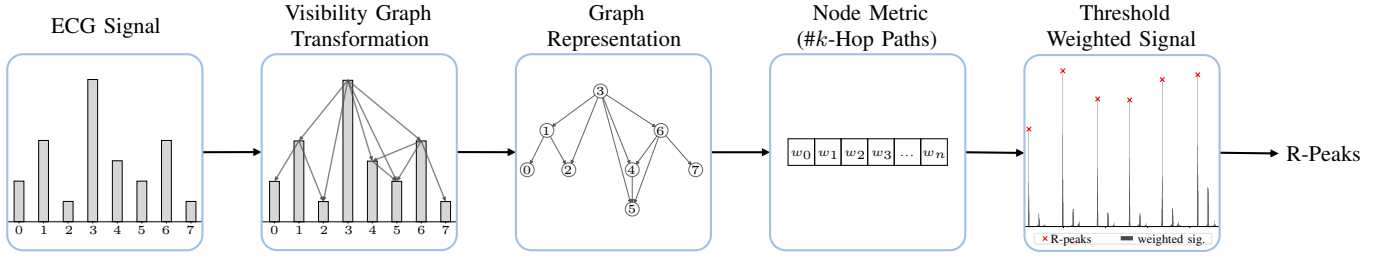 ECG Signal
Visibility Graph
Transformation
Graph
Representation
Node Metric
(#k-Hop Paths)
Threshold
Weighted Signal
0 1 2 3 4 5 6 7
0 1 2 3 4 5 6 7
3
1 6
0 2 4 7
5
w0 w1 w2 w3 ... wn
R-peaks weighted sig.
R-Peaks